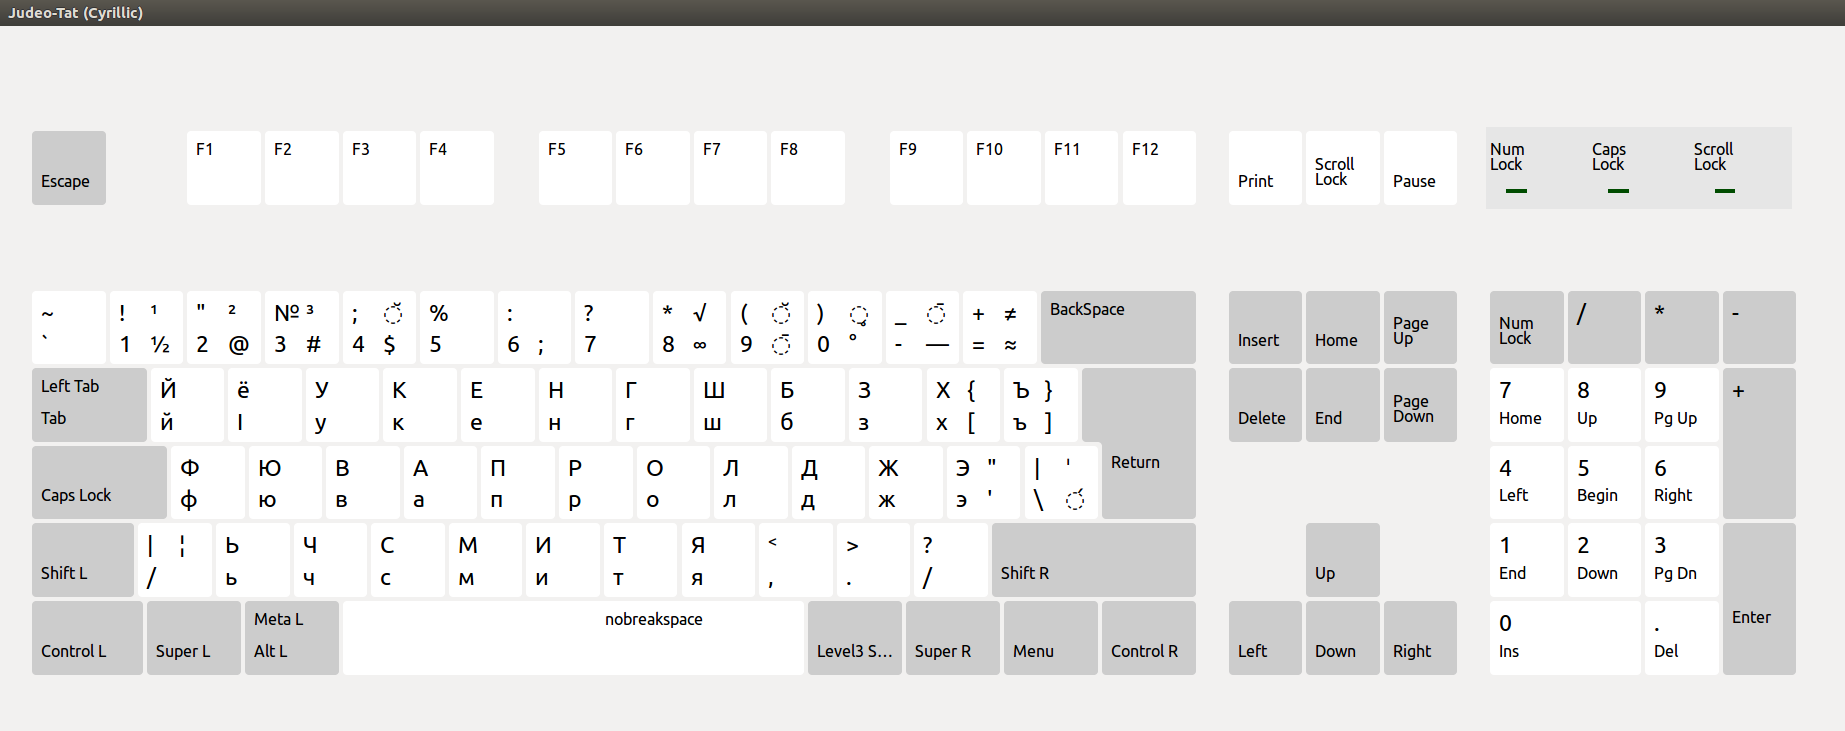 Judeo-Tat (Cyrillic)
Escape F1 F2 F3 F4 F5 F6 F7 F8 F9 F10 F11 F12 Print Scroll Lock Pause Num Lock Caps Lock Scroll Lock
~ ! ¹ " ² № ³ ; ◌̆ % : ? * √ ( ◌̆ ) _ ◌̄ + ≠ BackSpace
` 1 ½ 2 @ 3 # 4 $ 5 6 ; 7 8 ∞ 9 0 ° - — = ≈
Insert Home Page Up Num Lock / * -
Left Tab Й ё У К Е Н Г Ш Б З Х { Ъ }
Tab й І у к е н г ш б з х [ ъ ]
Delete End Page Down 7 Home 8 Up 9 Pg Up +
Ф Ю В А П Р О Л Д Ж Э " | '
Caps Lock ф ю в а п р о л д ж э ' \ ◌́ Return
4 Left 5 Begin 6 Right
| ¦ Ь Ч С М И Т Я < > ?
Shift L / ь ч с м и т я , . / Shift R
Up 1 End 2 Down 3 Pg Dn Enter
Meta L nobreakspace
Control L Super L Alt L Level3 S... Super R Menu Control R
Left Down Right 0 Ins . Del